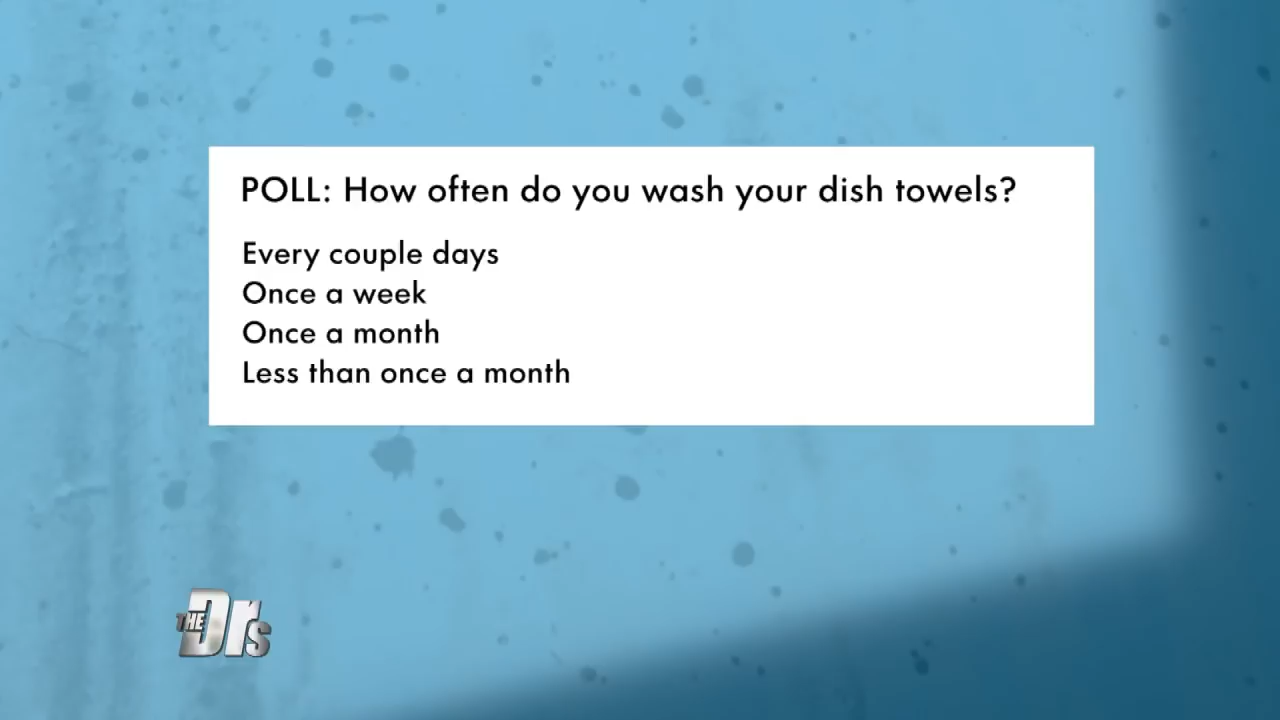 POLL: How often do you wash your dish towels?
Every couple days
Once a week
Once a month
Less than once a month
THE Drs